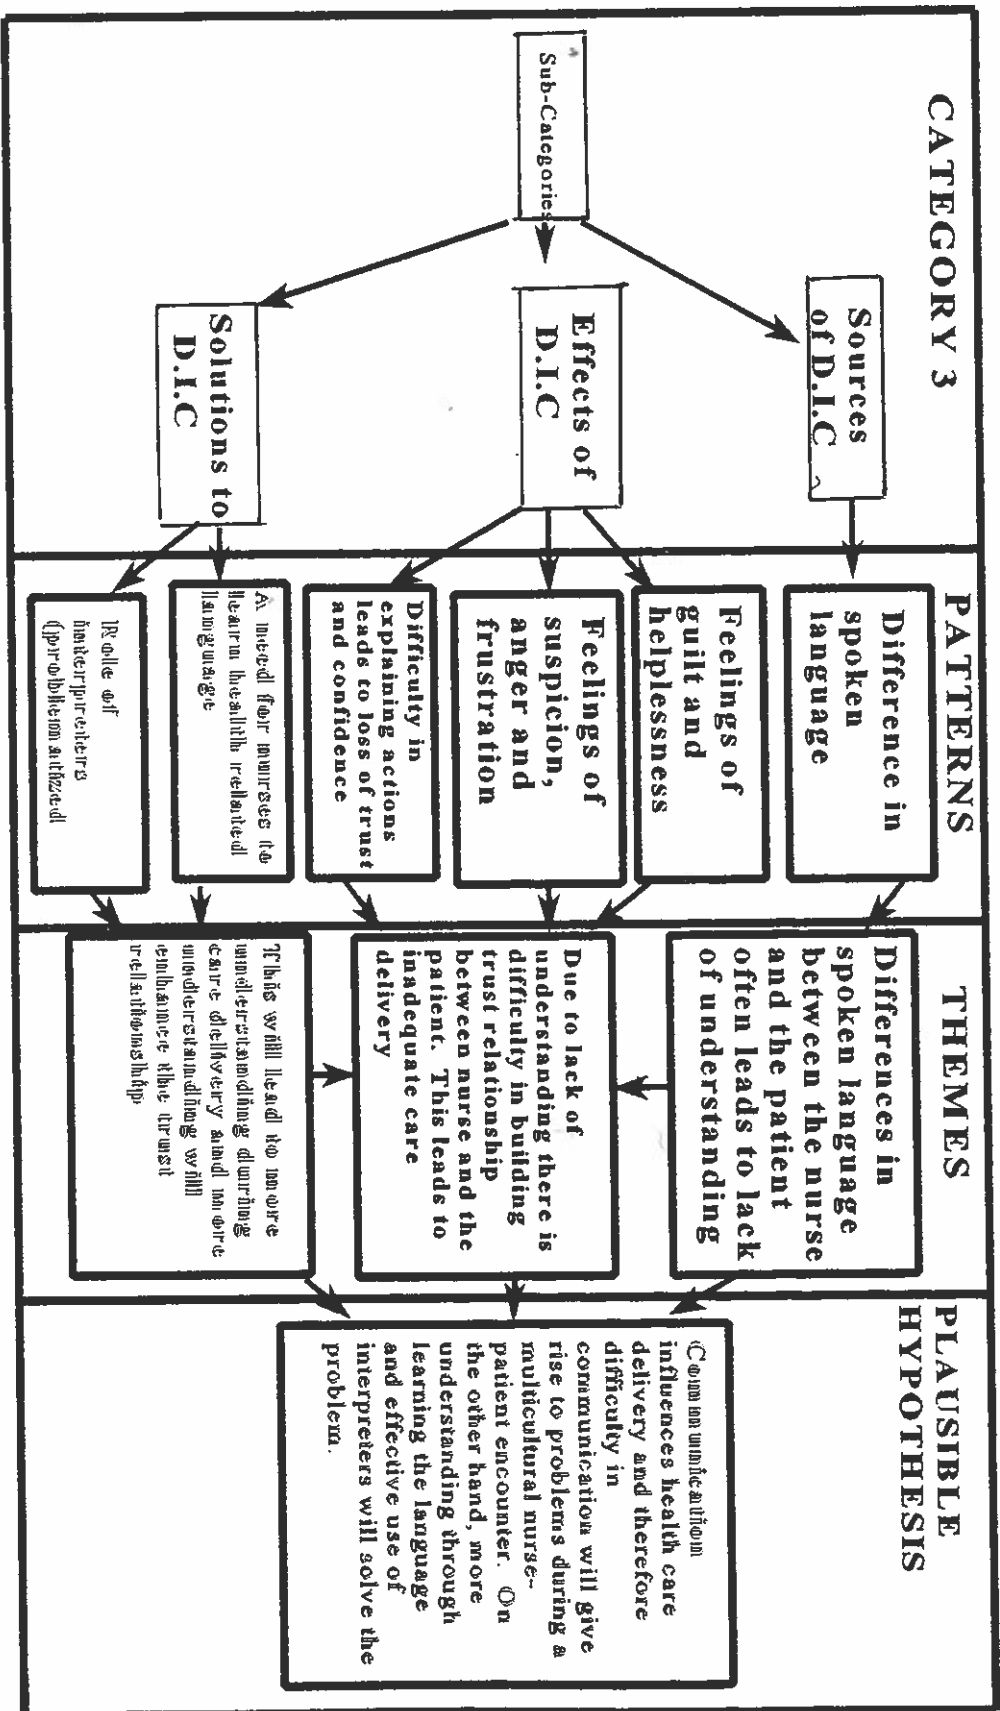 CATEGORY 3
Sub-Categories
Sources
of D.I.C
Effects of
D.I.C
Solutions to
D.I.C
PATTERNS
Difference in
spoken
language
Feelings of
guilt and
helplessness
Feelings of
suspicion,
anger and
frustration
Difficulty in
explaining actions
leads to loss of trust
and confidence
A need for nurses to
learn health related
language
Role of
interpreters
(problematized
THEMES
Differences in
spoken language
between the nurse
and the patient
often leads to lack
of understanding
Due to lack of
understanding there is
difficulty in building
trust relationship
between nurse and the
patient. This leads to
inadequate care
delivery
This will lead to more
understanding during
care delivery and more
understanding will
enhance the trust
relationship
PLAUSIBLE
HYPOTHESIS
Communication
influences health care
delivery and therefore
difficulty in
communication will give
rise to problems during a
multicultural nurse-
patient encounter. On
the other hand, more
understanding through
learning the language
and effective use of
interpreters will solve the
problem.